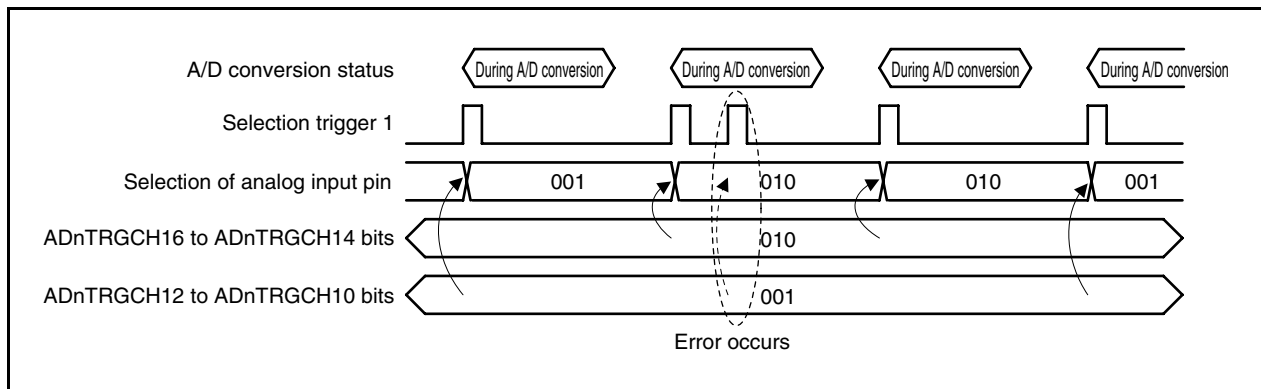 A/D conversion status
During A/D conversion
During A/D conversion
During A/D conversion
During A/D conversion
Selection trigger 1
Selection of analog input pin
001
010
010
001
ADnTRGCH16 to ADnTRGCH14 bits
010
ADnTRGCH12 to ADnTRGCH10 bits
001
Error occurs